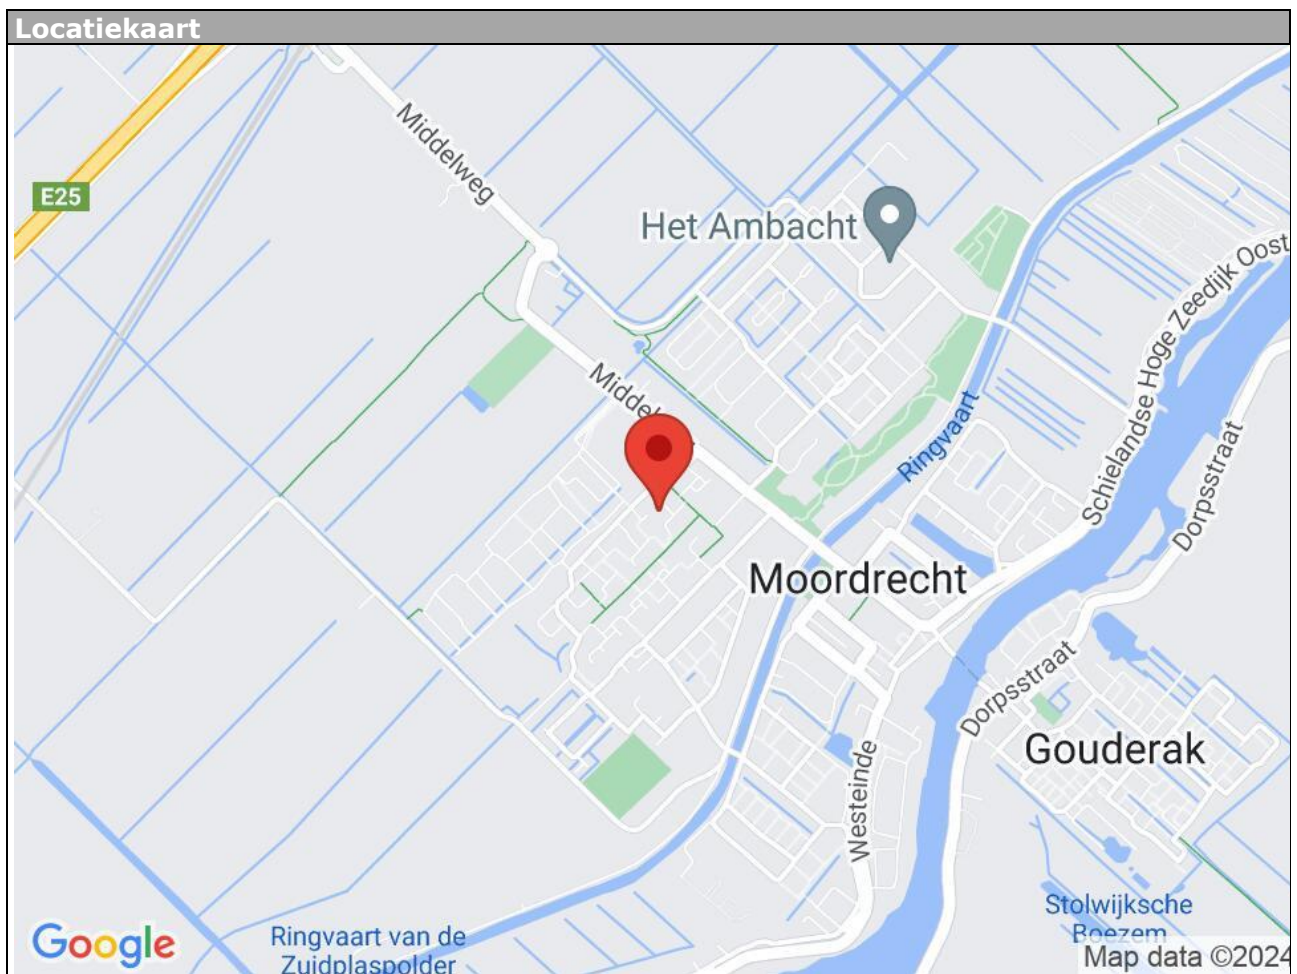 Locatiekaart
Middelweg
E25
Het Ambacht
Schielandse Hoge Zeedijk Oost
Ringvaart
Dorpsstraat
Moordrecht
Dorpsstraat
Gouderak
Westeinde
Stolwijksche
Boezem
Ringvaart van de
Zuidplaspolder
Google
Map data ©2024